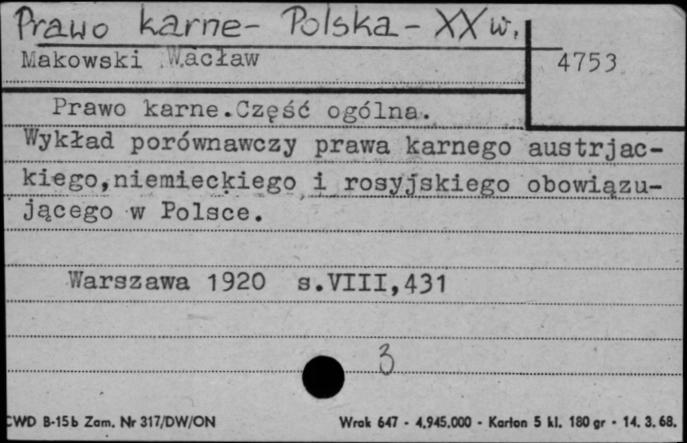 Prawo karne - Polska - XX w.
Makowski Wacław
4753
Prawo karne.Część ogólna.
Wykład porównawczy prawa karnego austrjac-
kiego,niemieckiego i rosyjskiego obowiązu-
jącego w Polsce.
Warszawa 1920 s.VIII,431
3
CWD B-15b Zam. Nr 317/DW/ON
Wrak 647 - 4.945.000 - Karton 5 kl. 180 gr - 14. 3. 68.